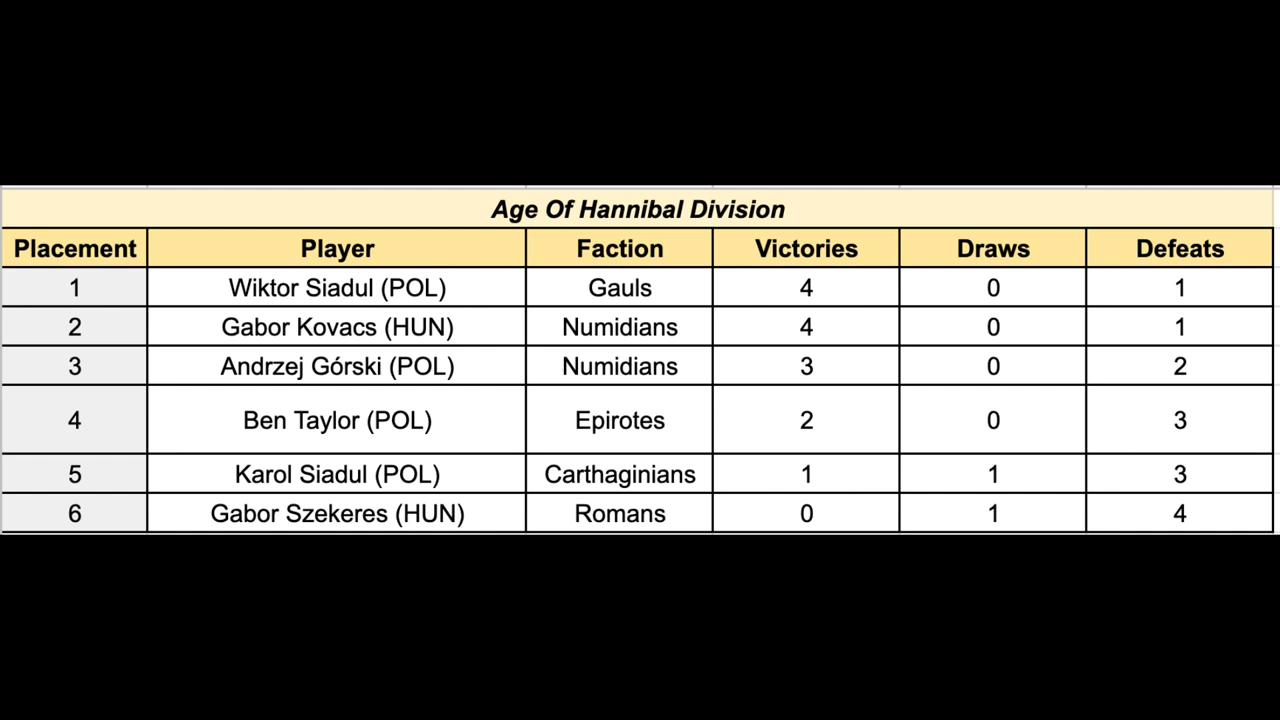 Age Of Hannibal Division
Placement Player Faction Victories Draws Defeats
1 Wiktor Siadul (POL) Gauls 4 0 1
2 Gabor Kovacs (HUN) Numidians 4 0 1
3 Andrzej Górski (POL) Numidians 3 0 2
4 Ben Taylor (POL) Epirotes 2 0 3
5 Karol Siadul (POL) Carthaginians 1 1 3
6 Gabor Szekeres (HUN) Romans 0 1 4